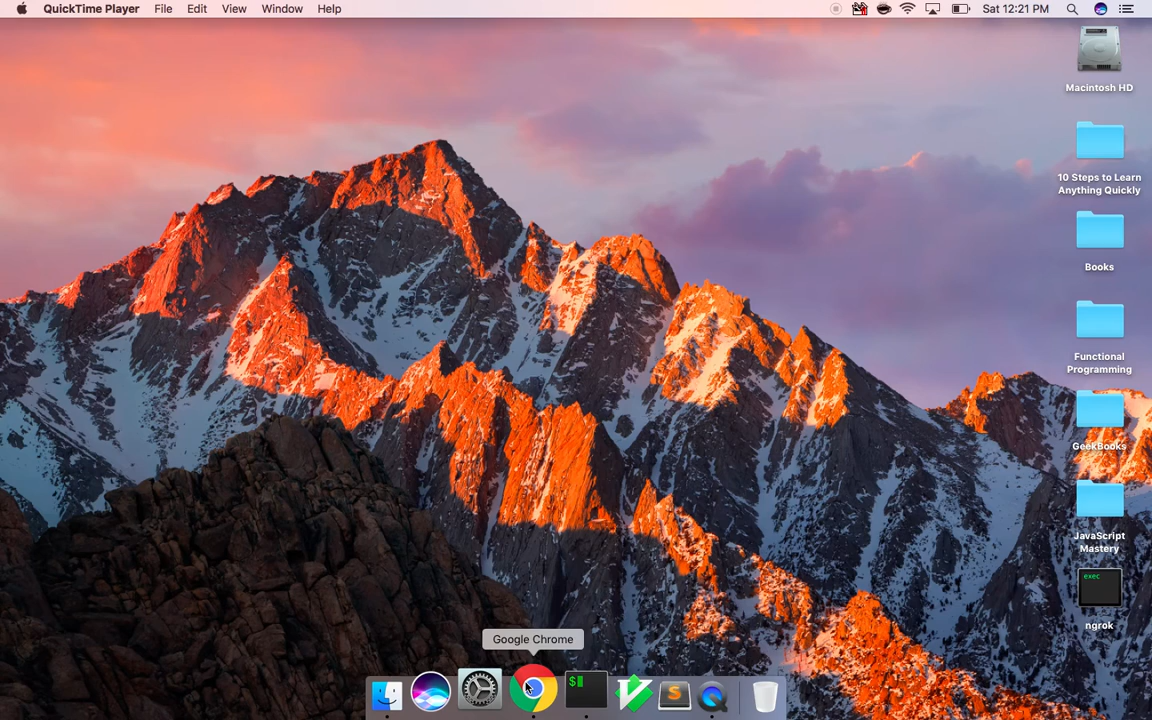 QuickTime Player File Edit View Window Help Sat 12:21 PM
Macintosh HD
10 Steps to Learn
Anything Quickly
Books
Functional
Programming
GeekBooks
JavaScript
Mastery
exec
ngrok
Google Chrome
$
S